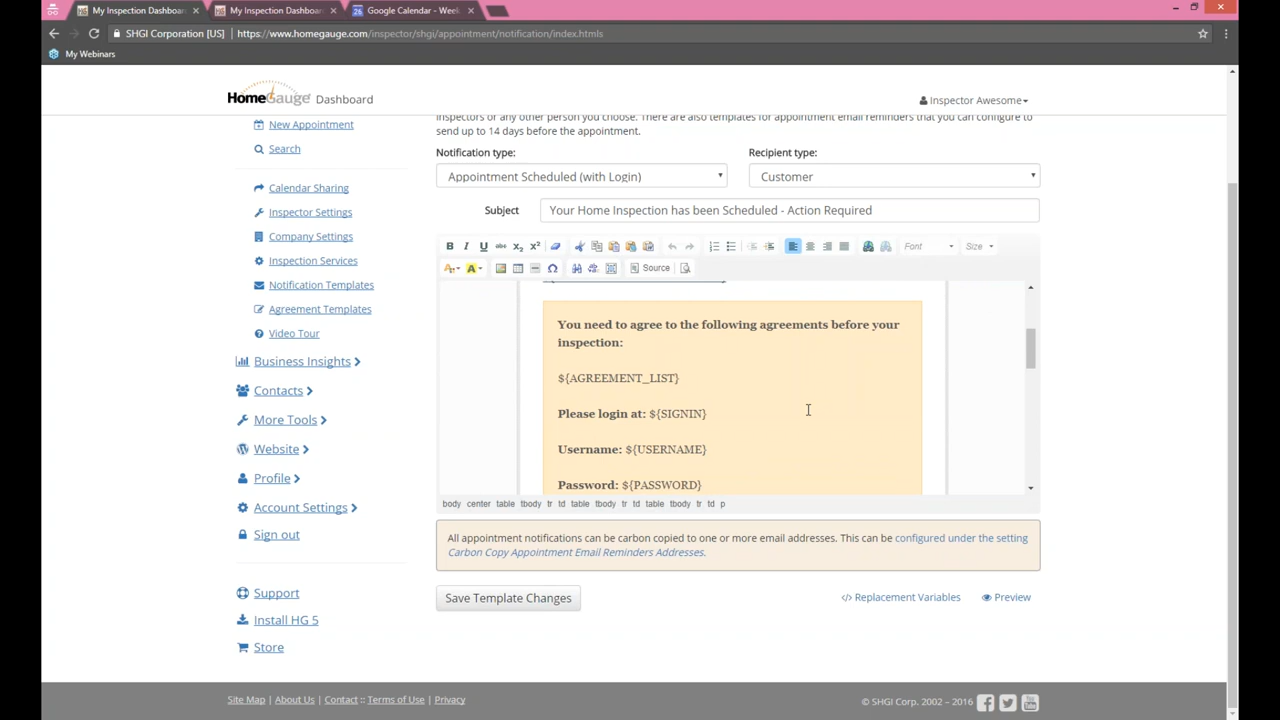 My Inspection Dashboa
My Inspection Dashboa
Google Calendar - Week
SHGI Corporation [US]
https://www.homegauge.com/inspector/shgi/appointment/notification/index.htmls
My Webinars
HomeGauge Dashboard
Inspector Awesome
New Appointment
Search
Calendar Sharing
Inspector Settings
Company Settings
Inspection Services
Notification Templates
Agreement Templates
Video Tour
Business Insights
Contacts
More Tools
Website
Profile
Account Settings
Sign out
Support
Install HG 5
Store
inspectors or any other person you choose. There are also templates for appointment email reminders that you can configure to
send up to 14 days before the appointment.
Notification type:
Recipient type:
Appointment Scheduled (with Login)
Customer
Subject
Your Home Inspection has been Scheduled - Action Required
Font
Size
Source
You need to agree to the following agreements before your
inspection:
${AGREEMENT_LIST}
Please login at: ${SIGNIN}
Username: ${USERNAME}
Password: ${PASSWORD}
body center table tbody tr td table tbody tr td table tbody tr td p
All appointment notifications can be carbon copied to one or more email addresses. This can be configured under the setting
Carbon Copy Appointment Email Reminders Addresses.
Save Template Changes
</> Replacement Variables
Preview
Site Map | About Us | Contact :: Terms of Use | Privacy
© SHGI Corp. 2002 – 2016